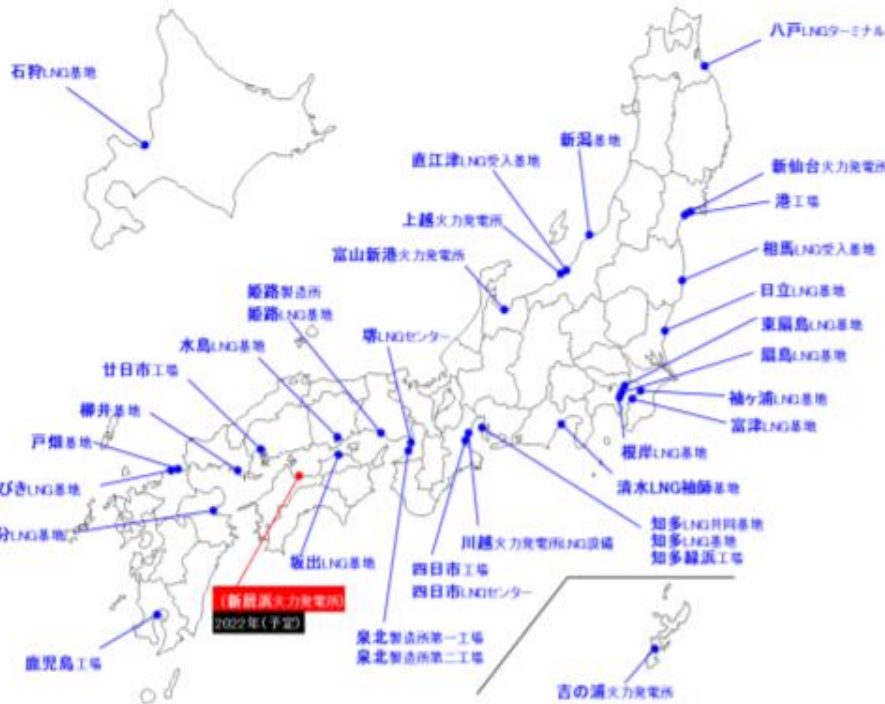 八戸LNGターミナル
石狩LNG基地
新潟基地
直江津LNG受入基地
新仙台火力発電所
港工場
上越火力発電所
富山新港火力発電所
相馬LNG受入基地
姫路製造所
姫路LNG基地
日立LNG基地
東扇島LNG基地
堺LNGセンター
水島LNG基地
扇島LNG基地
廿日市工場
袖ヶ浦LNG基地
柳井基地
富津LNG基地
戸畑基地
根岸LNG基地
びきLNG基地
清水LNG袖師基地
分LNG基地
知多LNG共同基地
知多LNG基地
知多緑浜工場
川越火力発電所LNG設備
坂出LNG基地
四日市工場
四日市LNGセンター
(新居浜火力発電所)
2022年(予定)
泉北製造所第一工場
泉北製造所第二工場
鹿児島工場
吉の浦火力発電所